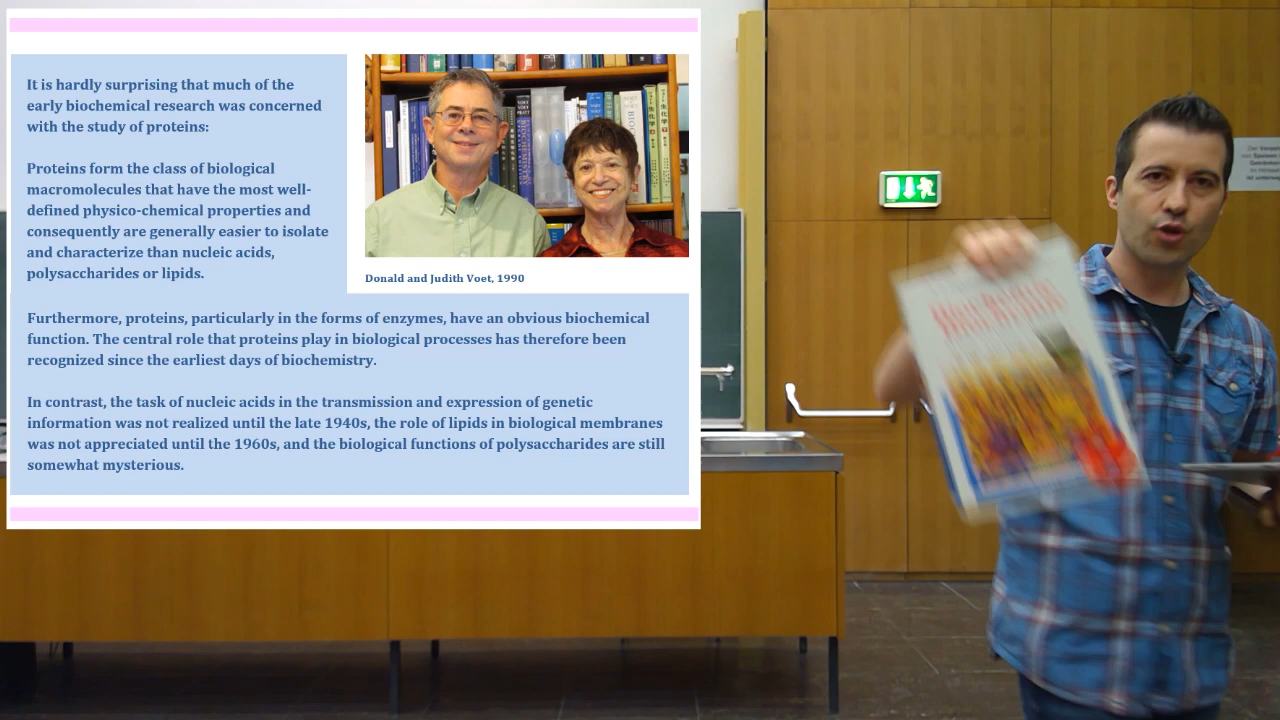 It is hardly surprising that much of the
early biochemical research was concerned
with the study of proteins:
Proteins form the class of biological
macromolecules that have the most well-
defined physico-chemical properties and
consequently are generally easier to isolate
and characterize than nucleic acids,
polysaccharides or lipids.
Donald and Judith Voet, 1990
Furthermore, proteins, particularly in the forms of enzymes, have an obvious biochemical
function. The central role that proteins play in biological processes has therefore been
recognized since the earliest days of biochemistry.
In contrast, the task of nucleic acids in the transmission and expression of genetic
information was not realized until the late 1940s, the role of lipids in biological membranes
was not appreciated until the 1960s, and the biological functions of polysaccharides are still
somewhat mysterious.